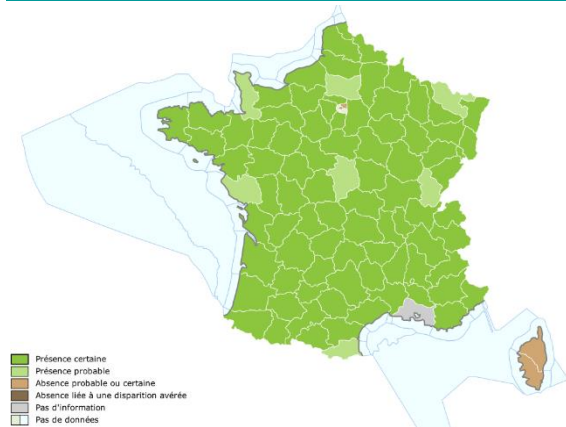 Présence certaine
Présence probable
Absence probable ou certaine
Absence liée à une disparition avérée
Pas d'information
Pas de données